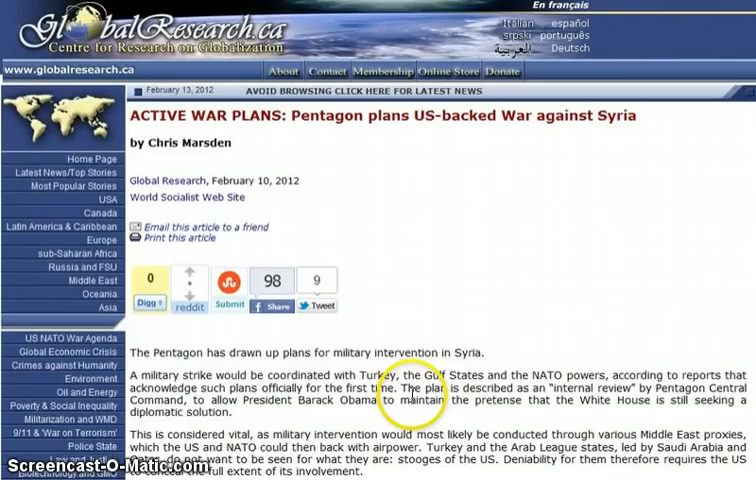 En français
GlobalResearch.ca
Centre for Research on Globalization
Italian español
srpski português
العربية Deutsch
www.globalresearch.ca
About Contact Membership Online Store Donate
February 13, 2012 AVOID BROWSING CLICK HERE FOR LATEST NEWS
Home Page
Latest News/Top Stories
Most Popular Stories
USA
Canada
Latin America & Caribbean
Europe
sub-Saharan Africa
Russia and FSU
Middle East
Oceania
Asia
US NATO War Agenda
Global Economic Crisis
Crimes against Humanity
Environment
Oil and Energy
Poverty & Social Inequality
Militarization and WMD
9/11 & 'War on Terrorism'
Police State
ACTIVE WAR PLANS: Pentagon plans US-backed War against Syria
by Chris Marsden
Global Research, February 10, 2012
World Socialist Web Site
Email this article to a friend
Print this article
0 98 9
Digg reddit Submit Share Tweet
The Pentagon has drawn up plans for military intervention in Syria.
A military strike would be coordinated with Turkey, the Gulf States and the NATO powers, according to reports that
acknowledge such plans officially for the first time. The plan is described as an “internal review” by Pentagon Central
Command, to allow President Barack Obama to maintain the pretense that the White House is still seeking a
diplomatic solution.
This is considered vital, as military intervention would most likely be conducted through various Middle East proxies,
which the US and NATO could then back with airpower. Turkey and the Arab League states, led by Saudi Arabia and
do not want to be seen for what they are: stooges of the US. Deniability for them therefore requires the US
to conceal the full extent of its involvement.
Screencast-O-Matic.com